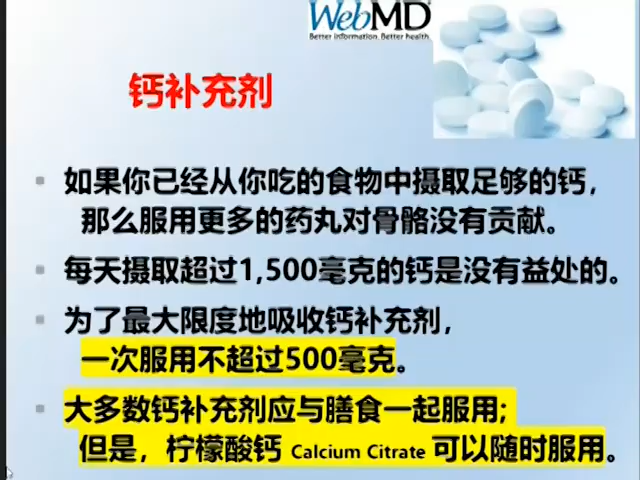 WebMD
Better information. Better health.
钙补充剂
如果你已经从你吃的食物中摄取足够的钙，
那么服用更多的药丸对骨骼没有贡献。
每天摄取超过1,500毫克的钙是没有益处的。
为了最大限度地吸收钙补充剂，
一次服用不超过500毫克。
大多数钙补充剂应与膳食一起服用；
但是，柠檬酸钙 Calcium Citrate 可以随时服用。